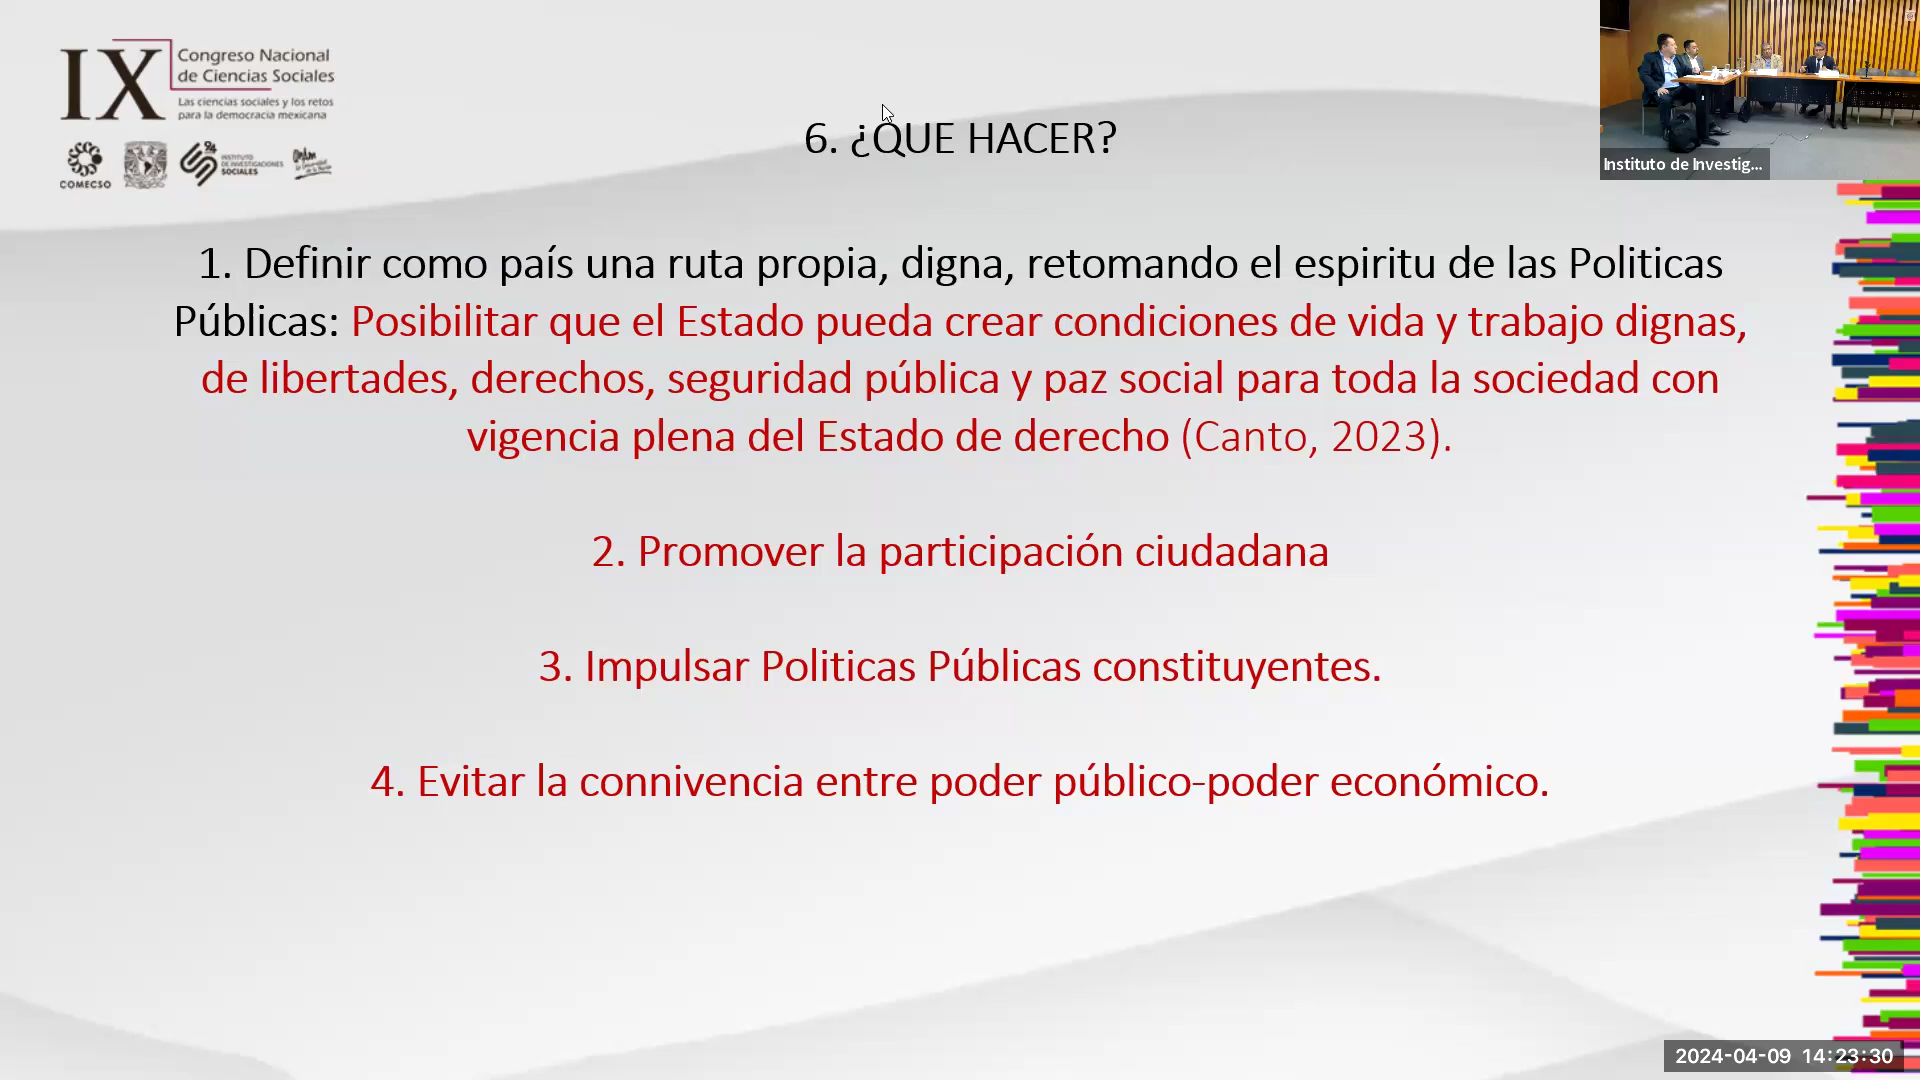 IX
Congreso Nacional
de Ciencias Sociales
Las ciencias sociales y los retos
para la democracia mexicana
COMECSO
INSTITUTO
DE INVESTIGACIONES
SOCIALES
6. ¿QUE HACER?
1. Definir como país una ruta propia, digna, retomando el espiritu de las Politicas
Públicas: Posibilitar que el Estado pueda crear condiciones de vida y trabajo dignas,
de libertades, derechos, seguridad pública y paz social para toda la sociedad con
vigencia plena del Estado de derecho (Canto, 2023).
2. Promover la participación ciudadana
3. Impulsar Politicas Públicas constituyentes.
4. Evitar la connivencia entre poder público-poder económico.
Instituto de Investig...
2024-04-09 14:23:30